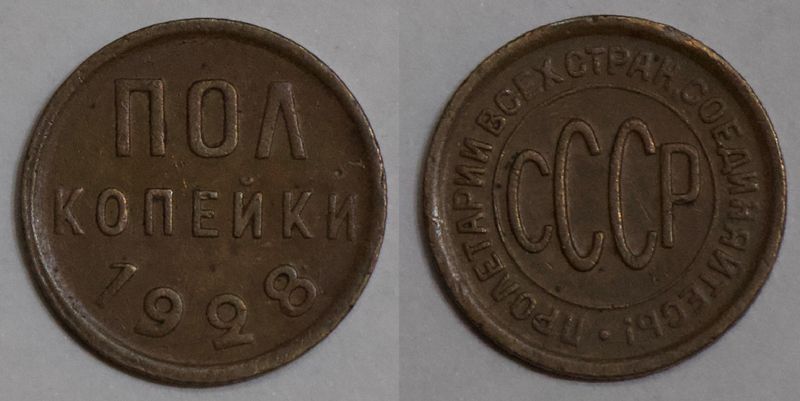 ПОЛ
КОПЕЙКИ
1928
ПРОЛЕТАРИИ ВСЕХ СТРАН, СОЕДИНЯЙТЕСЬ! •
СССР